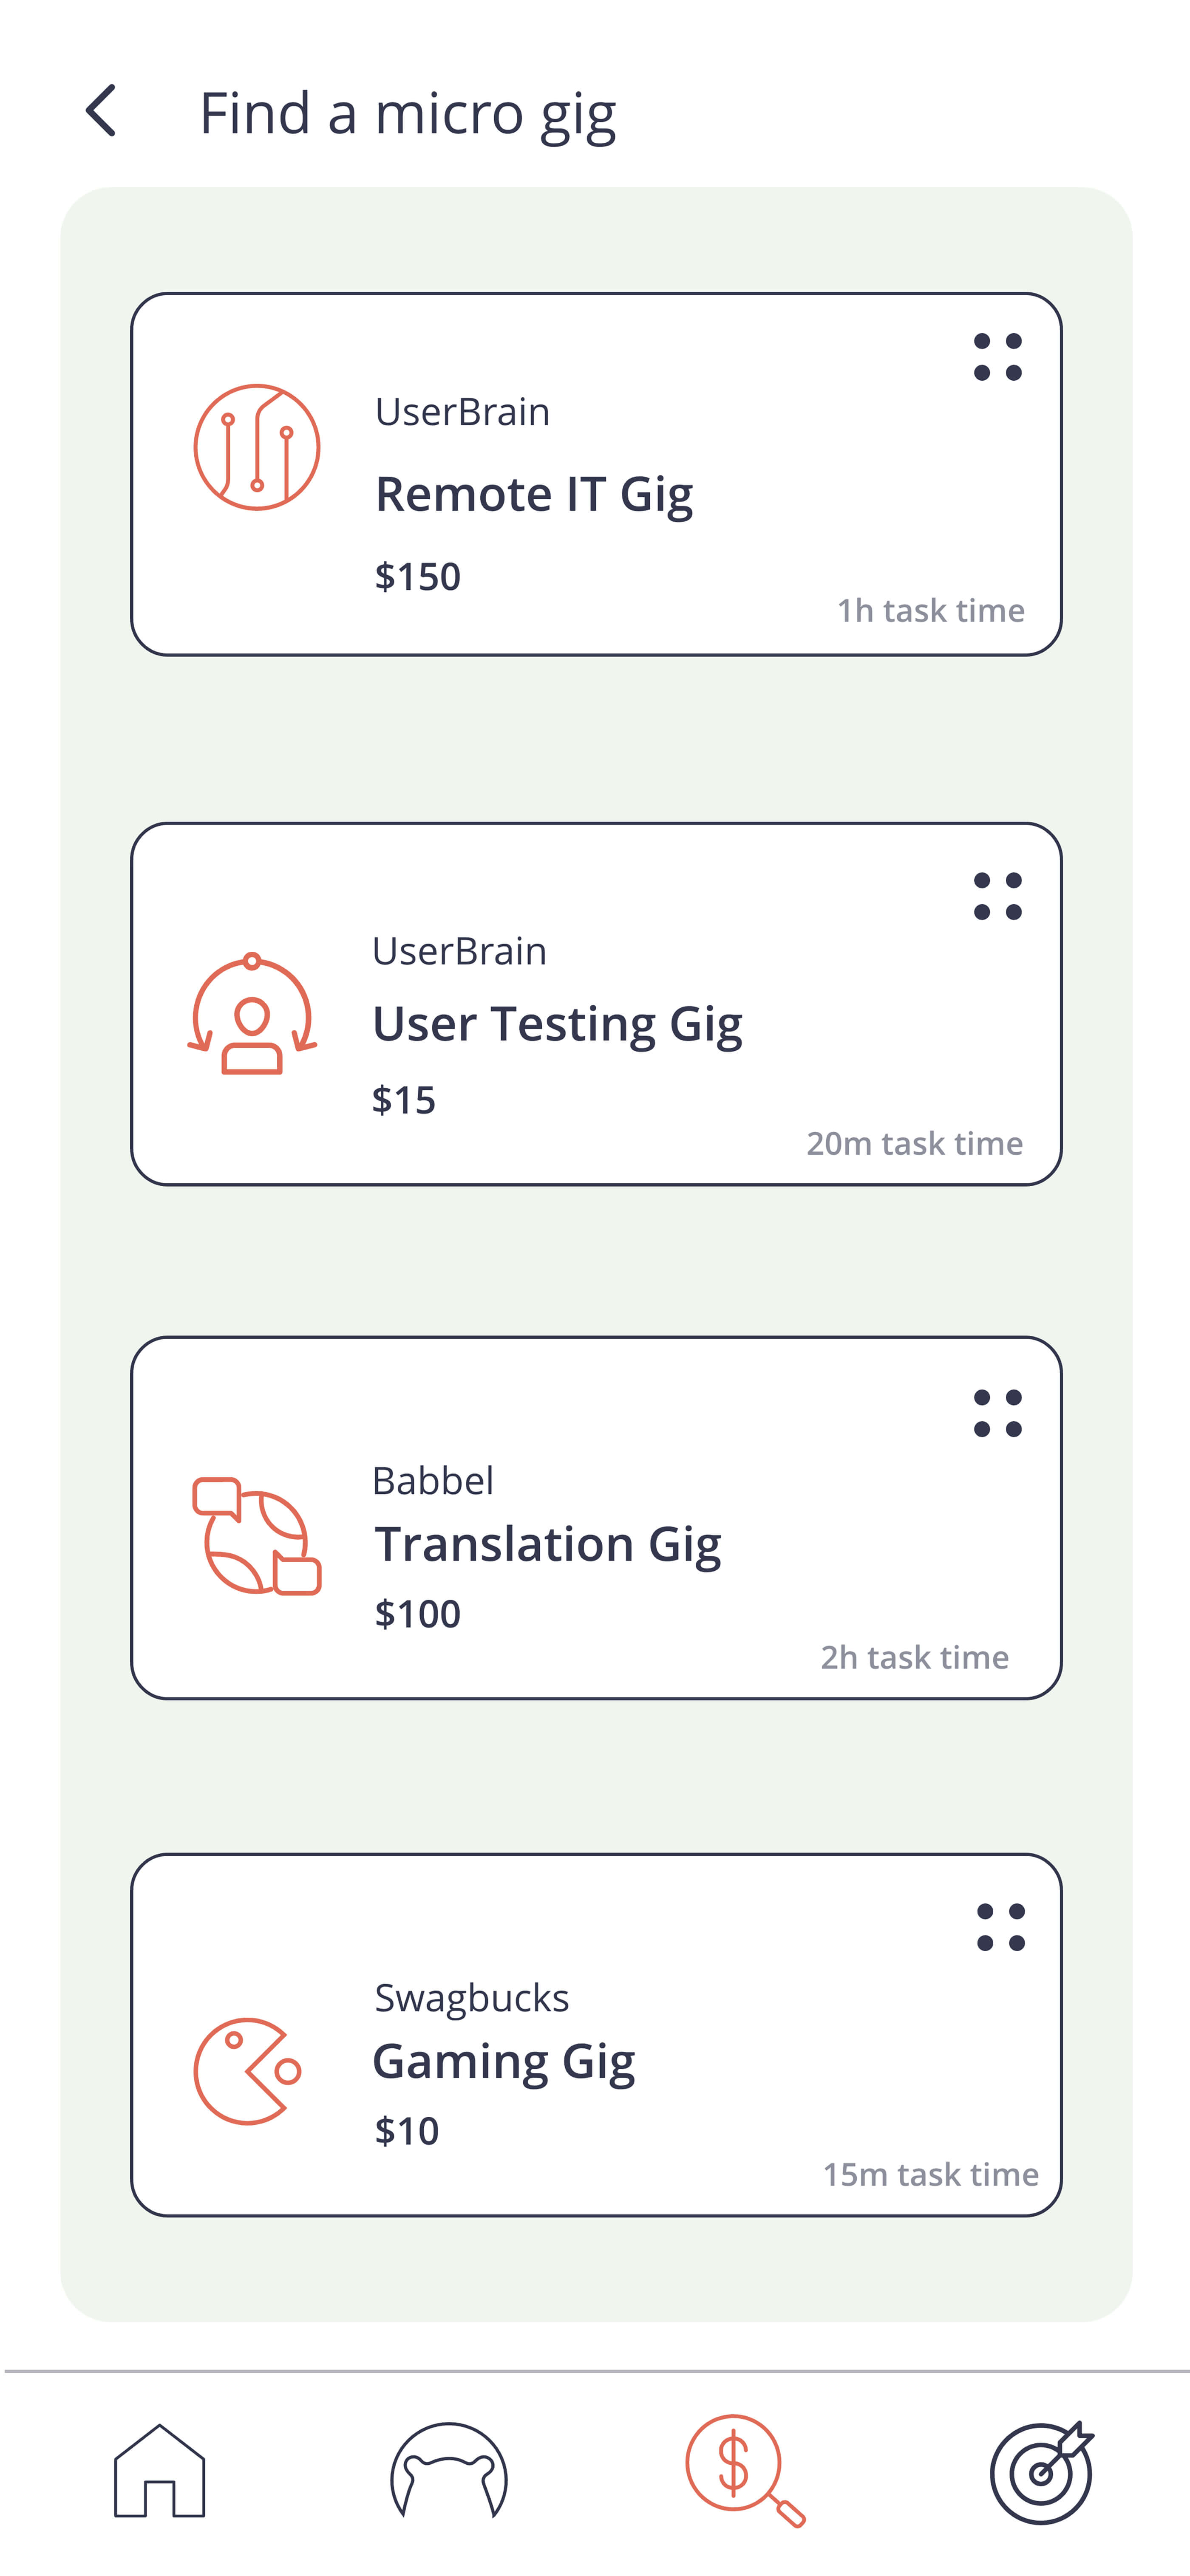 Find a micro gig
UserBrain
Remote IT Gig
$150
1h task time
UserBrain
User Testing Gig
$15
20m task time
Babbel
Translation Gig
$100
2h task time
Swagbucks
Gaming Gig
$10
15m task time
$